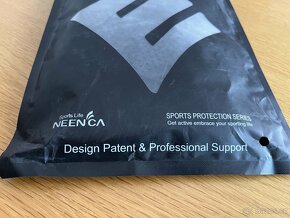 Sports Life
NEENCA
SPORTS PROTECTION SERIES
Get active embrace your sporting life
Design Patent & Professional Support